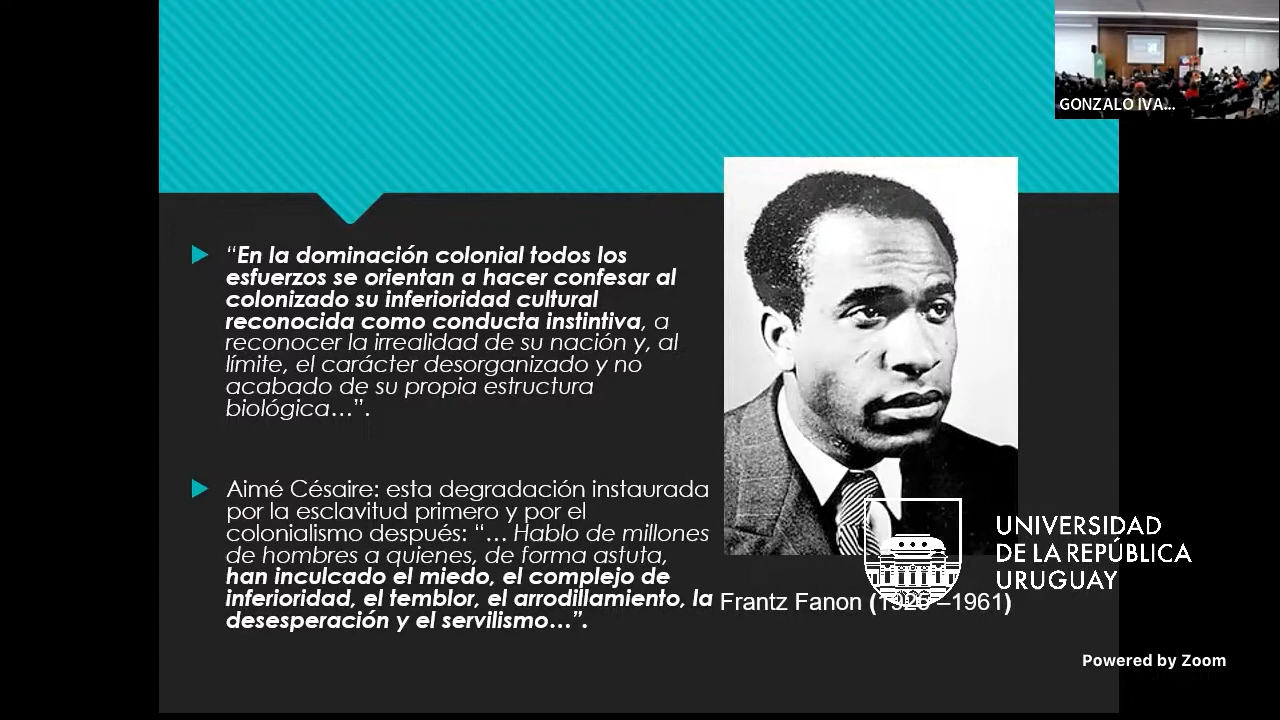 GONZALO IVA...
“En la dominación colonial todos los
esfuerzos se orientan a hacer confesar al
colonizado su inferioridad cultural
reconocida como conducta instintiva, a
reconocer la irrealidad de su nación y, al
límite, el carácter desorganizado y no
acabado de su propia estructura
biológica…”.
Aimé Césaire: esta degradación instaurada
por la esclavitud primero y por el
colonialismo después: “… Hablo de millones
de hombres a quienes, de forma astuta,
han inculcado el miedo, el complejo de
inferioridad, el temblor, el arrodillamiento, la
desesperación y el servilismo…”.
Frantz Fanon –1961)
UNIVERSIDAD
DE LA REPÚBLICA
URUGUAY
Powered by Zoom